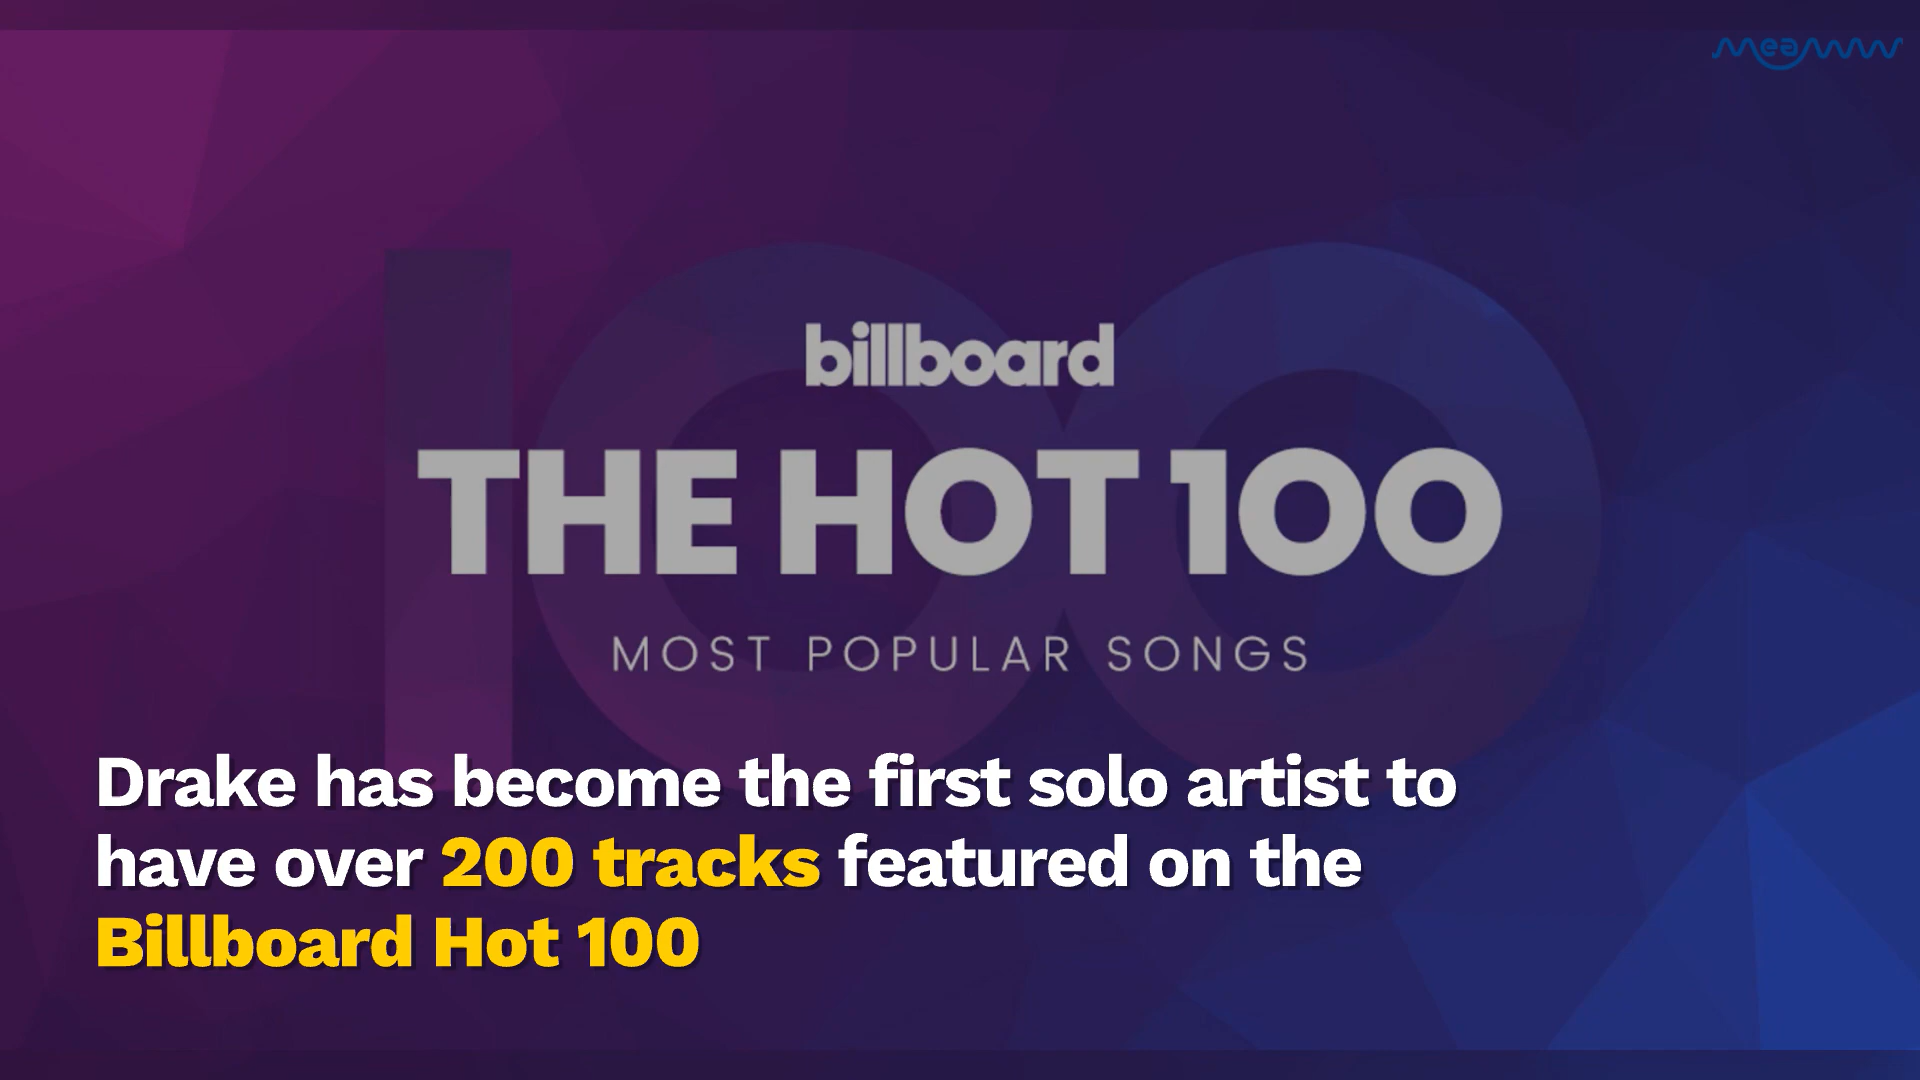 meaww
billboard
THE HOT 100
MOST POPULAR SONGS
Drake has become the first solo artist to
have over 200 tracks featured on the
Billboard Hot 100